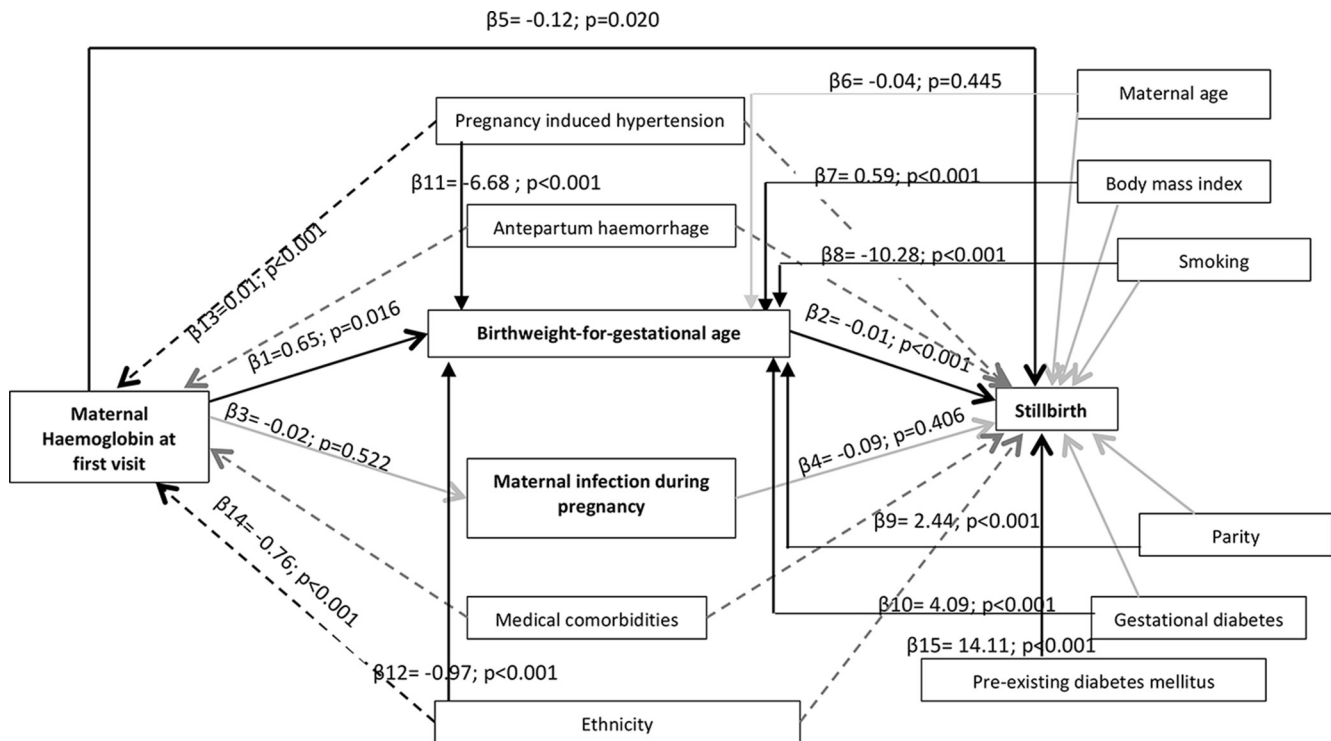 β5= -0.12; p=0.020
β6= -0.04; p=0.445
Maternal age
Pregnancy induced hypertension
β11= -6.68 ; p<0.001
β7= 0.59; p<0.001
Body mass index
Antepartum haemorrhage
β8= -10.28; p<0.001
Smoking
β13=0.01; p<0.001
β1=0.65; p=0.016
Birthweight-for-gestational age
β2= -0.01; p<0.001
Maternal
Haemoglobin at
first visit
Stillbirth
β3= -0.02; p=0.522
β4= -0.09; p=0.406
Maternal infection during
pregnancy
β14= -0.76; p<0.001
β9= 2.44; p<0.001
Parity
Medical comorbidities
β10= 4.09; p<0.001
Gestational diabetes
β15= 14.11; p<0.001
β12= -0.97; p<0.001
Pre-existing diabetes mellitus
Ethnicity